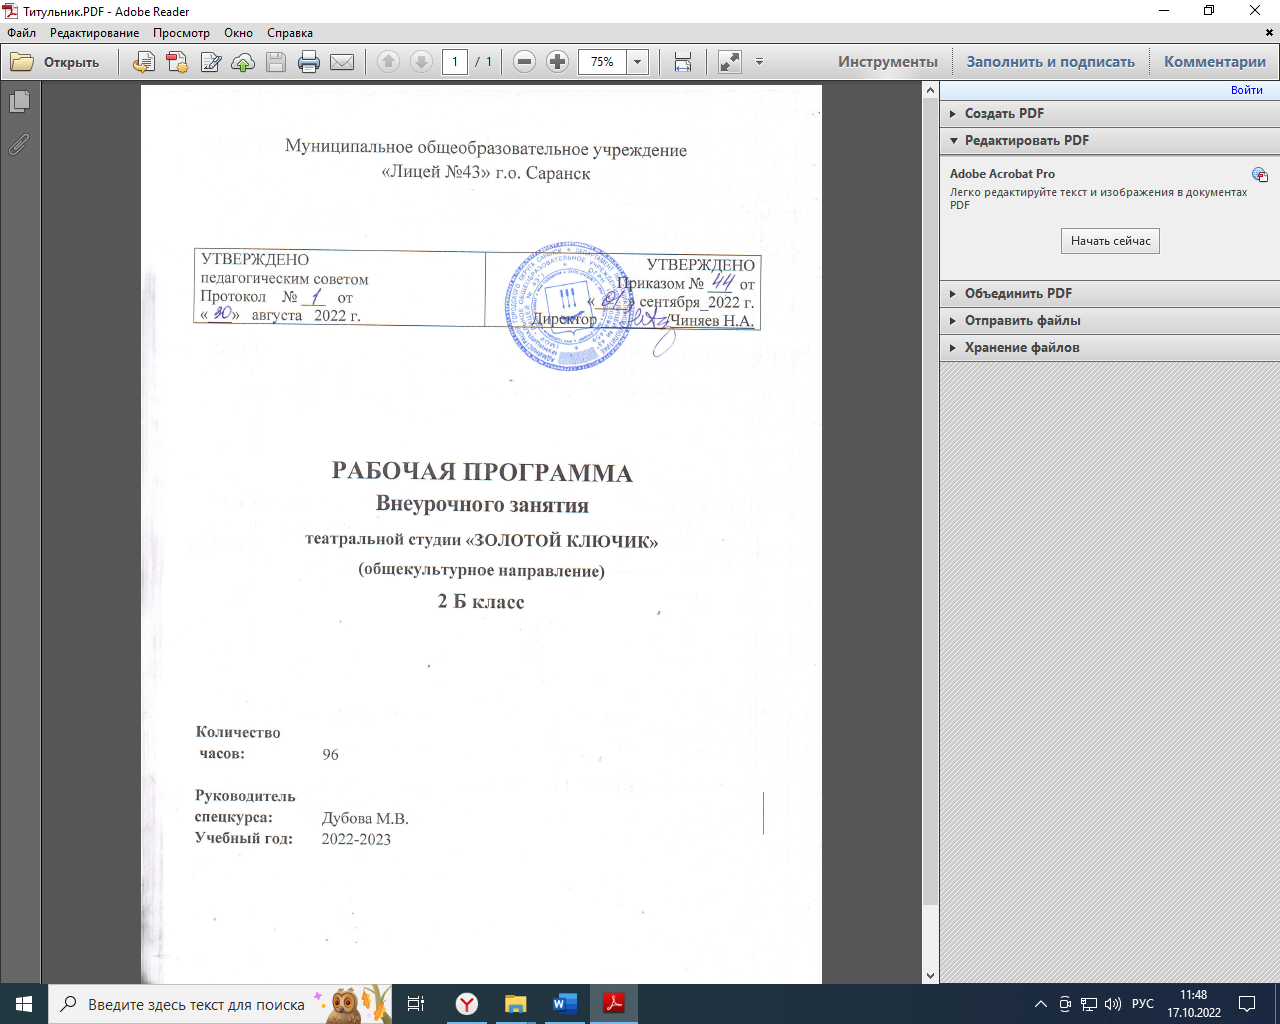 Титульник.PDF - Adobe Reader
Файл Редактирование Просмотр Окно Справка
Открыть 1 / 1 75% Инструменты Заполнить и подписать Комментарии
Войти
Создать PDF
Редактировать PDF
Adobe Acrobat Pro
Легко редактируйте текст и изображения в документах
PDF
Начать сейчас
Объединить PDF
Отправить файлы
Хранение файлов
Муниципальное общеобразовательное учреждение
«Лицей №43» г.о. Саранск
УТВЕРЖДЕНО
педагогическим советом
Протокол № 1 от
«30» августа 2022 г.
УТВЕРЖДЕНО
Приказом № 44 от
«01» сентября_2022 г.
Директор /Чиняев Н.А.
РАБОЧАЯ ПРОГРАММА
Внеурочного занятия
театральной студии «ЗОЛОТОЙ КЛЮЧИК»
(общекультурное направление)
2 Б класс
Количество
часов: 96
Руководитель
спецкурса: Дубова М.В.
Учебный год: 2022-2023
Введите здесь текст для поиска
РУС
11:48
17.10.2022